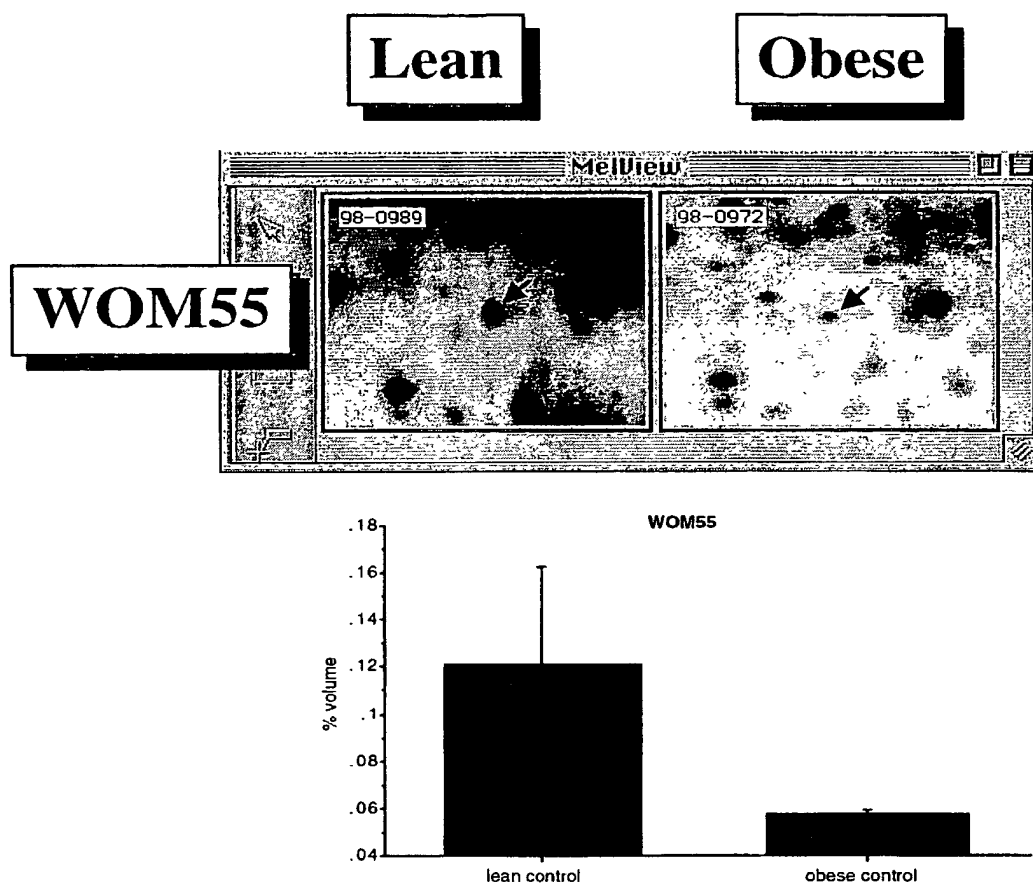 Lean
Obese
MelView
98-0989
98-0972
WOM55
WOM55
.18
.16
.14
.12
.1
.08
.06
.04
% volume
lean control
obese control